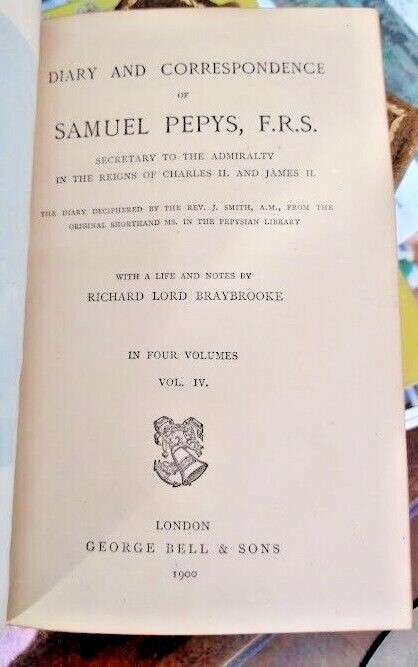 DIARY AND CORRESPONDENCE
OF
SAMUEL PEPYS, F.R.S.
SECRETARY TO THE ADMIRALTY
IN THE REIGNS OF CHARLES II. AND JAMES II.
THE DIARY DECIPHERED BY THE REV. J. SMITH, A.M., FROM THE
ORIGINAL SHORTHAND MS. IN THE PEPYSIAN LIBRARY
WITH A LIFE AND NOTES BY
RICHARD LORD BRAYBROOKE
IN FOUR VOLUMES
VOL. IV.
LONDON
GEORGE BELL & SONS
1900